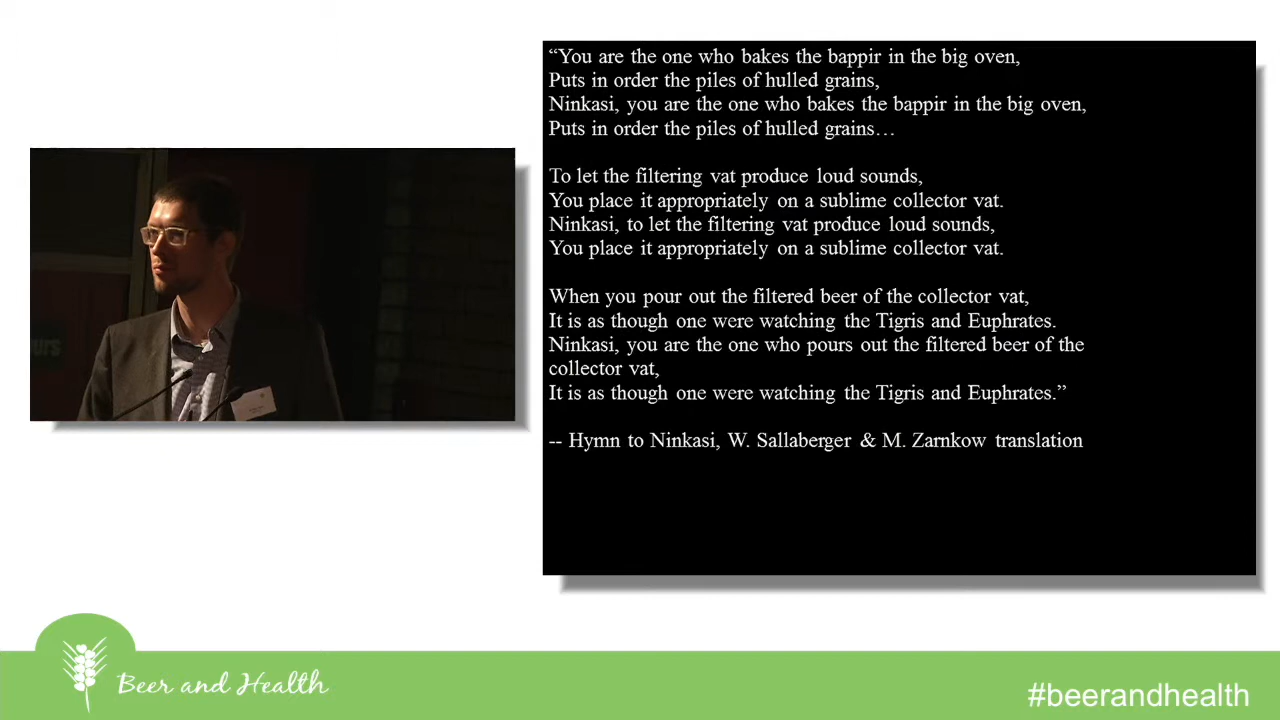 “You are the one who bakes the bappir in the big oven,
Puts in order the piles of hulled grains,
Ninkasi, you are the one who bakes the bappir in the big oven,
Puts in order the piles of hulled grains…
To let the filtering vat produce loud sounds,
You place it appropriately on a sublime collector vat.
Ninkasi, to let the filtering vat produce loud sounds,
You place it appropriately on a sublime collector vat.
When you pour out the filtered beer of the collector vat,
It is as though one were watching the Tigris and Euphrates.
Ninkasi, you are the one who pours out the filtered beer of the
collector vat,
It is as though one were watching the Tigris and Euphrates.”
-- Hymn to Ninkasi, W. Sallaberger & M. Zarnkow translation
Beer and Health
#beerandhealth